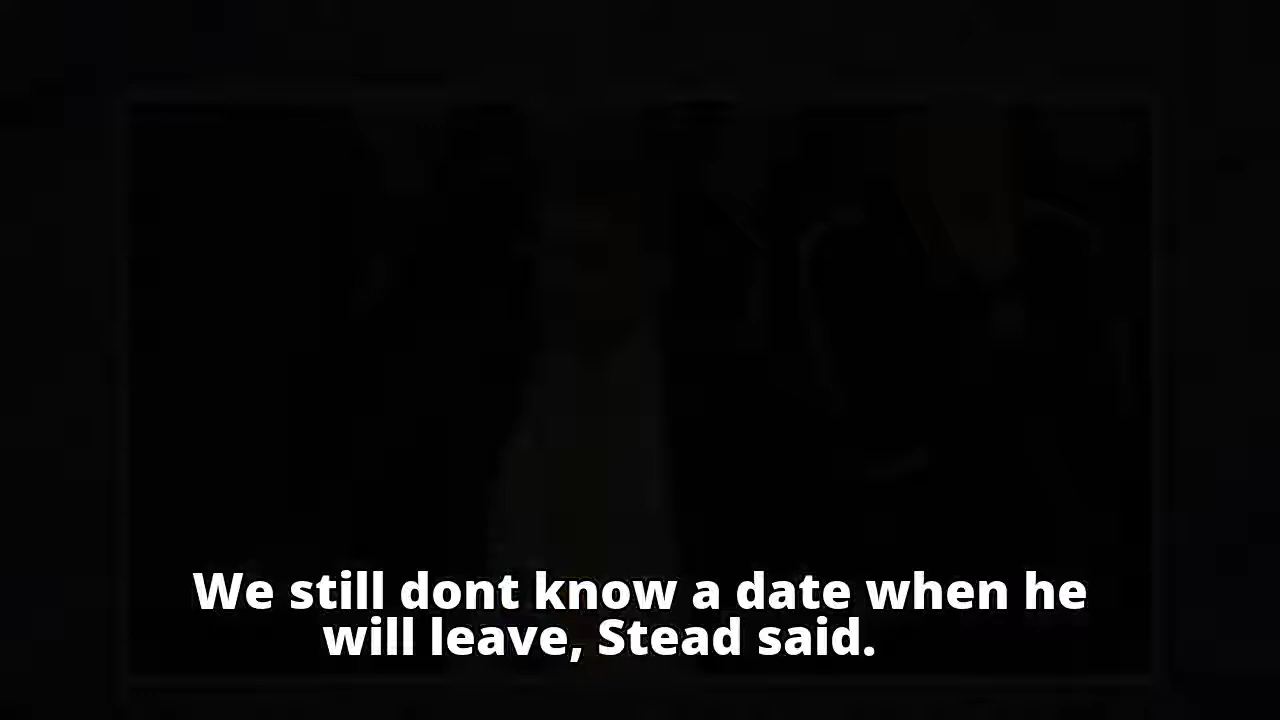 We still dont know a date when he
will leave, Stead said.